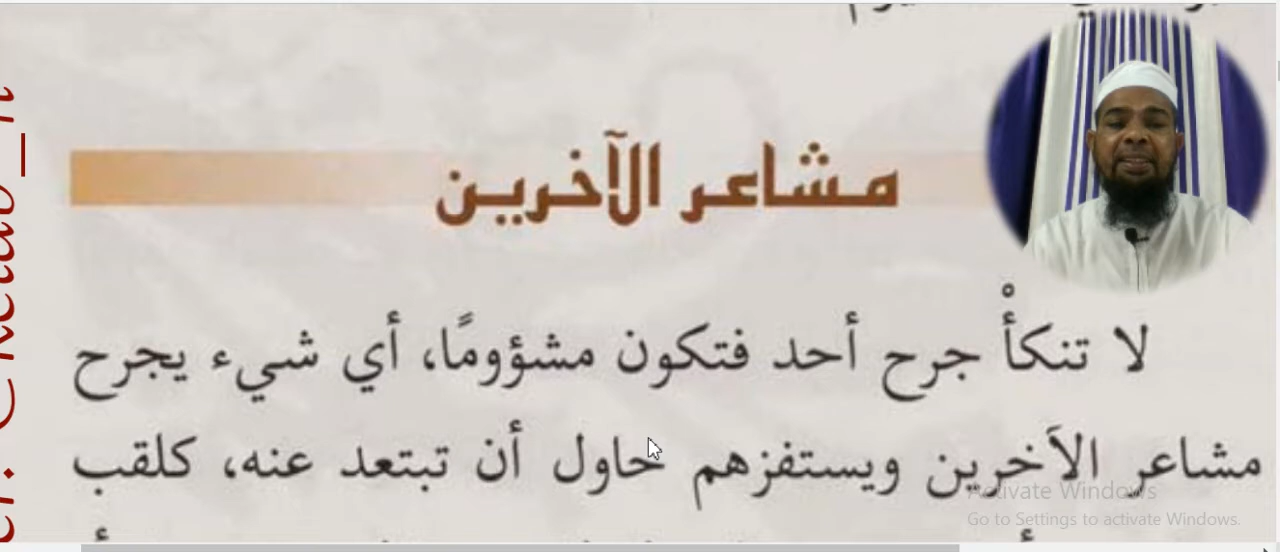 مشاعر الآخرين
لا تنكأْ جرح أحد فتكون مشؤومًا، أي شيء يجرح
مشاعر الآخرين ويستفزهم حاول أن تبتعد عنه، كلقب
Activate Windows
Go to Settings to activate Windows.